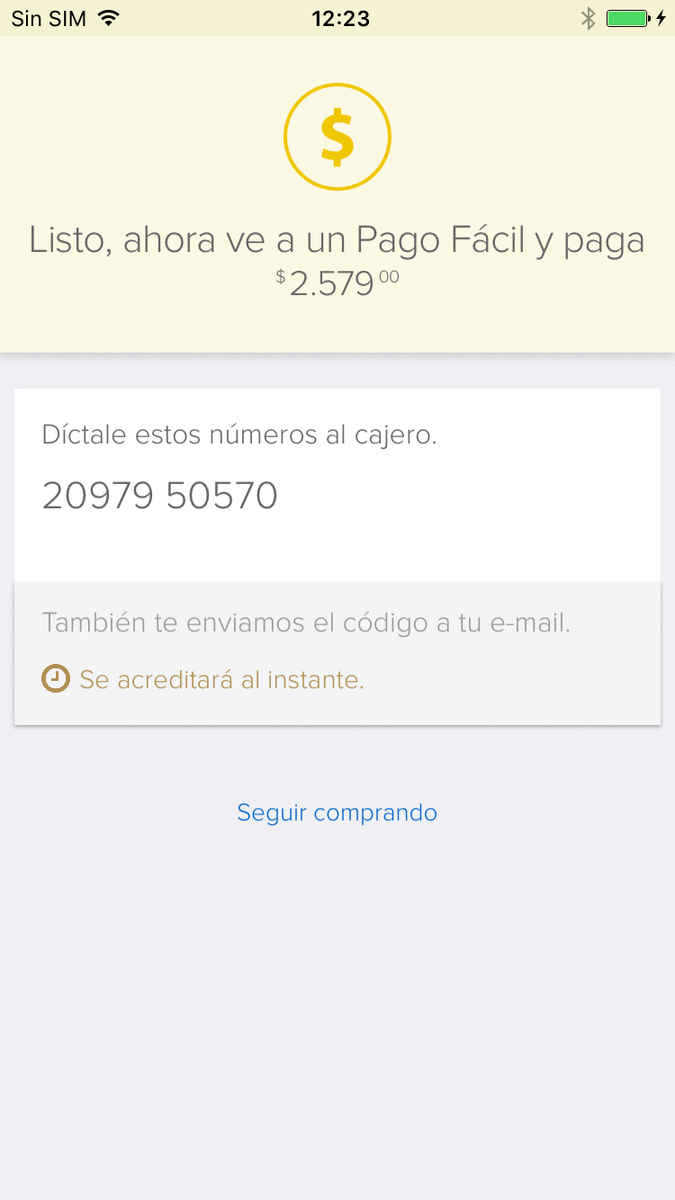 Sin SIM 12:23
$
Listo, ahora ve a un Pago Fácil y paga
$ 2.579 00
Díctale estos números al cajero.
20979 50570
También te enviamos el código a tu e-mail.
Se acreditará al instante.
Seguir comprando